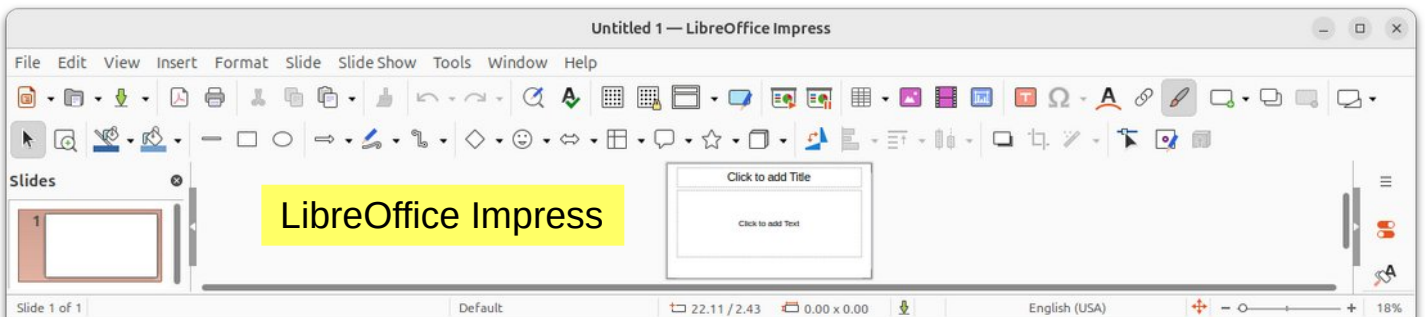 Untitled 1 — LibreOffice Impress
File Edit View Insert Format Slide Slide Show Tools Window Help
Slides
Click to add Title
1
LibreOffice Impress
Click to add Text
Slide 1 of 1 Default 22.11 / 2.43 0.00 x 0.00 English (USA) 18%